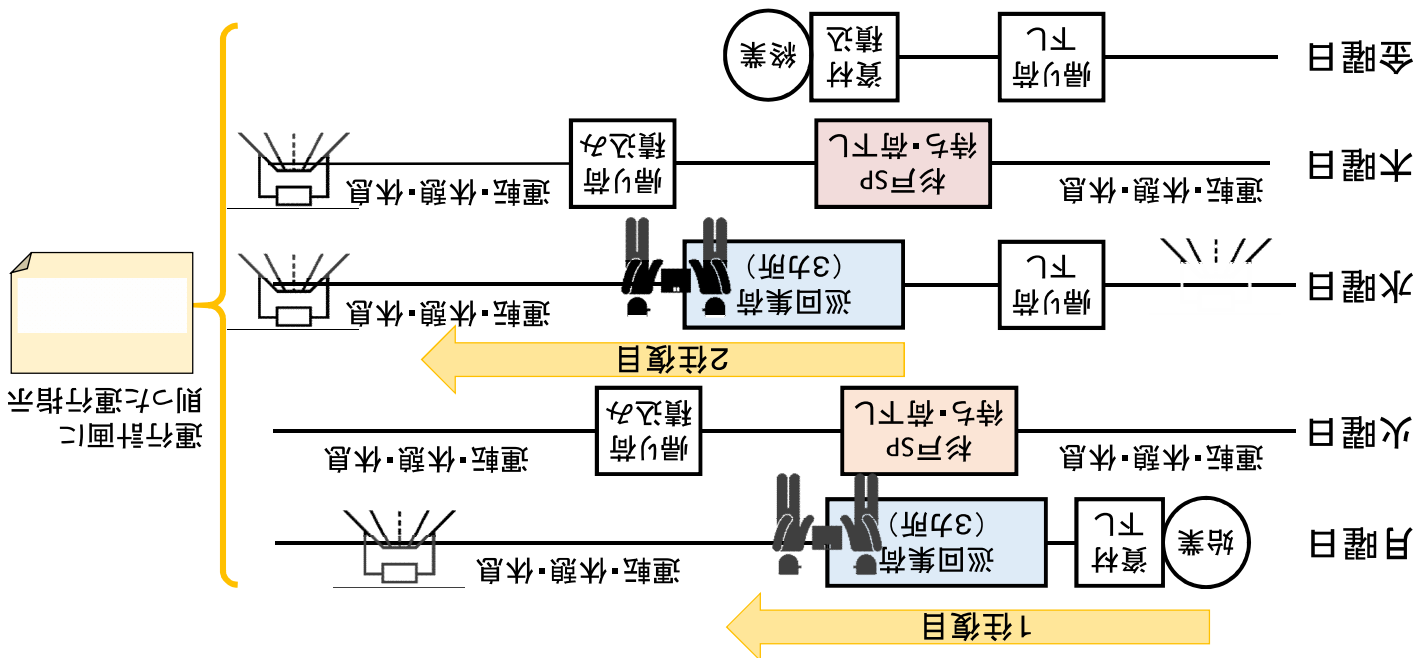 1往復目
月曜日
始業
資材
下し
巡回集荷
（3カ所）
運転・休憩・休息
火曜日
運転・休憩・休息
杉戸SP
待ち・荷下し
帰り荷
積込み
運転・休憩・休息
2往復目
水曜日
帰り荷
下し
巡回集荷
（3カ所）
運転・休憩・休息
木曜日
運転・休憩・休息
杉戸SP
待ち・荷下し
帰り荷
積込み
運転・休憩・休息
金曜日
帰り荷
下し
資材
積込
終業
運行計画に
則った運行指示